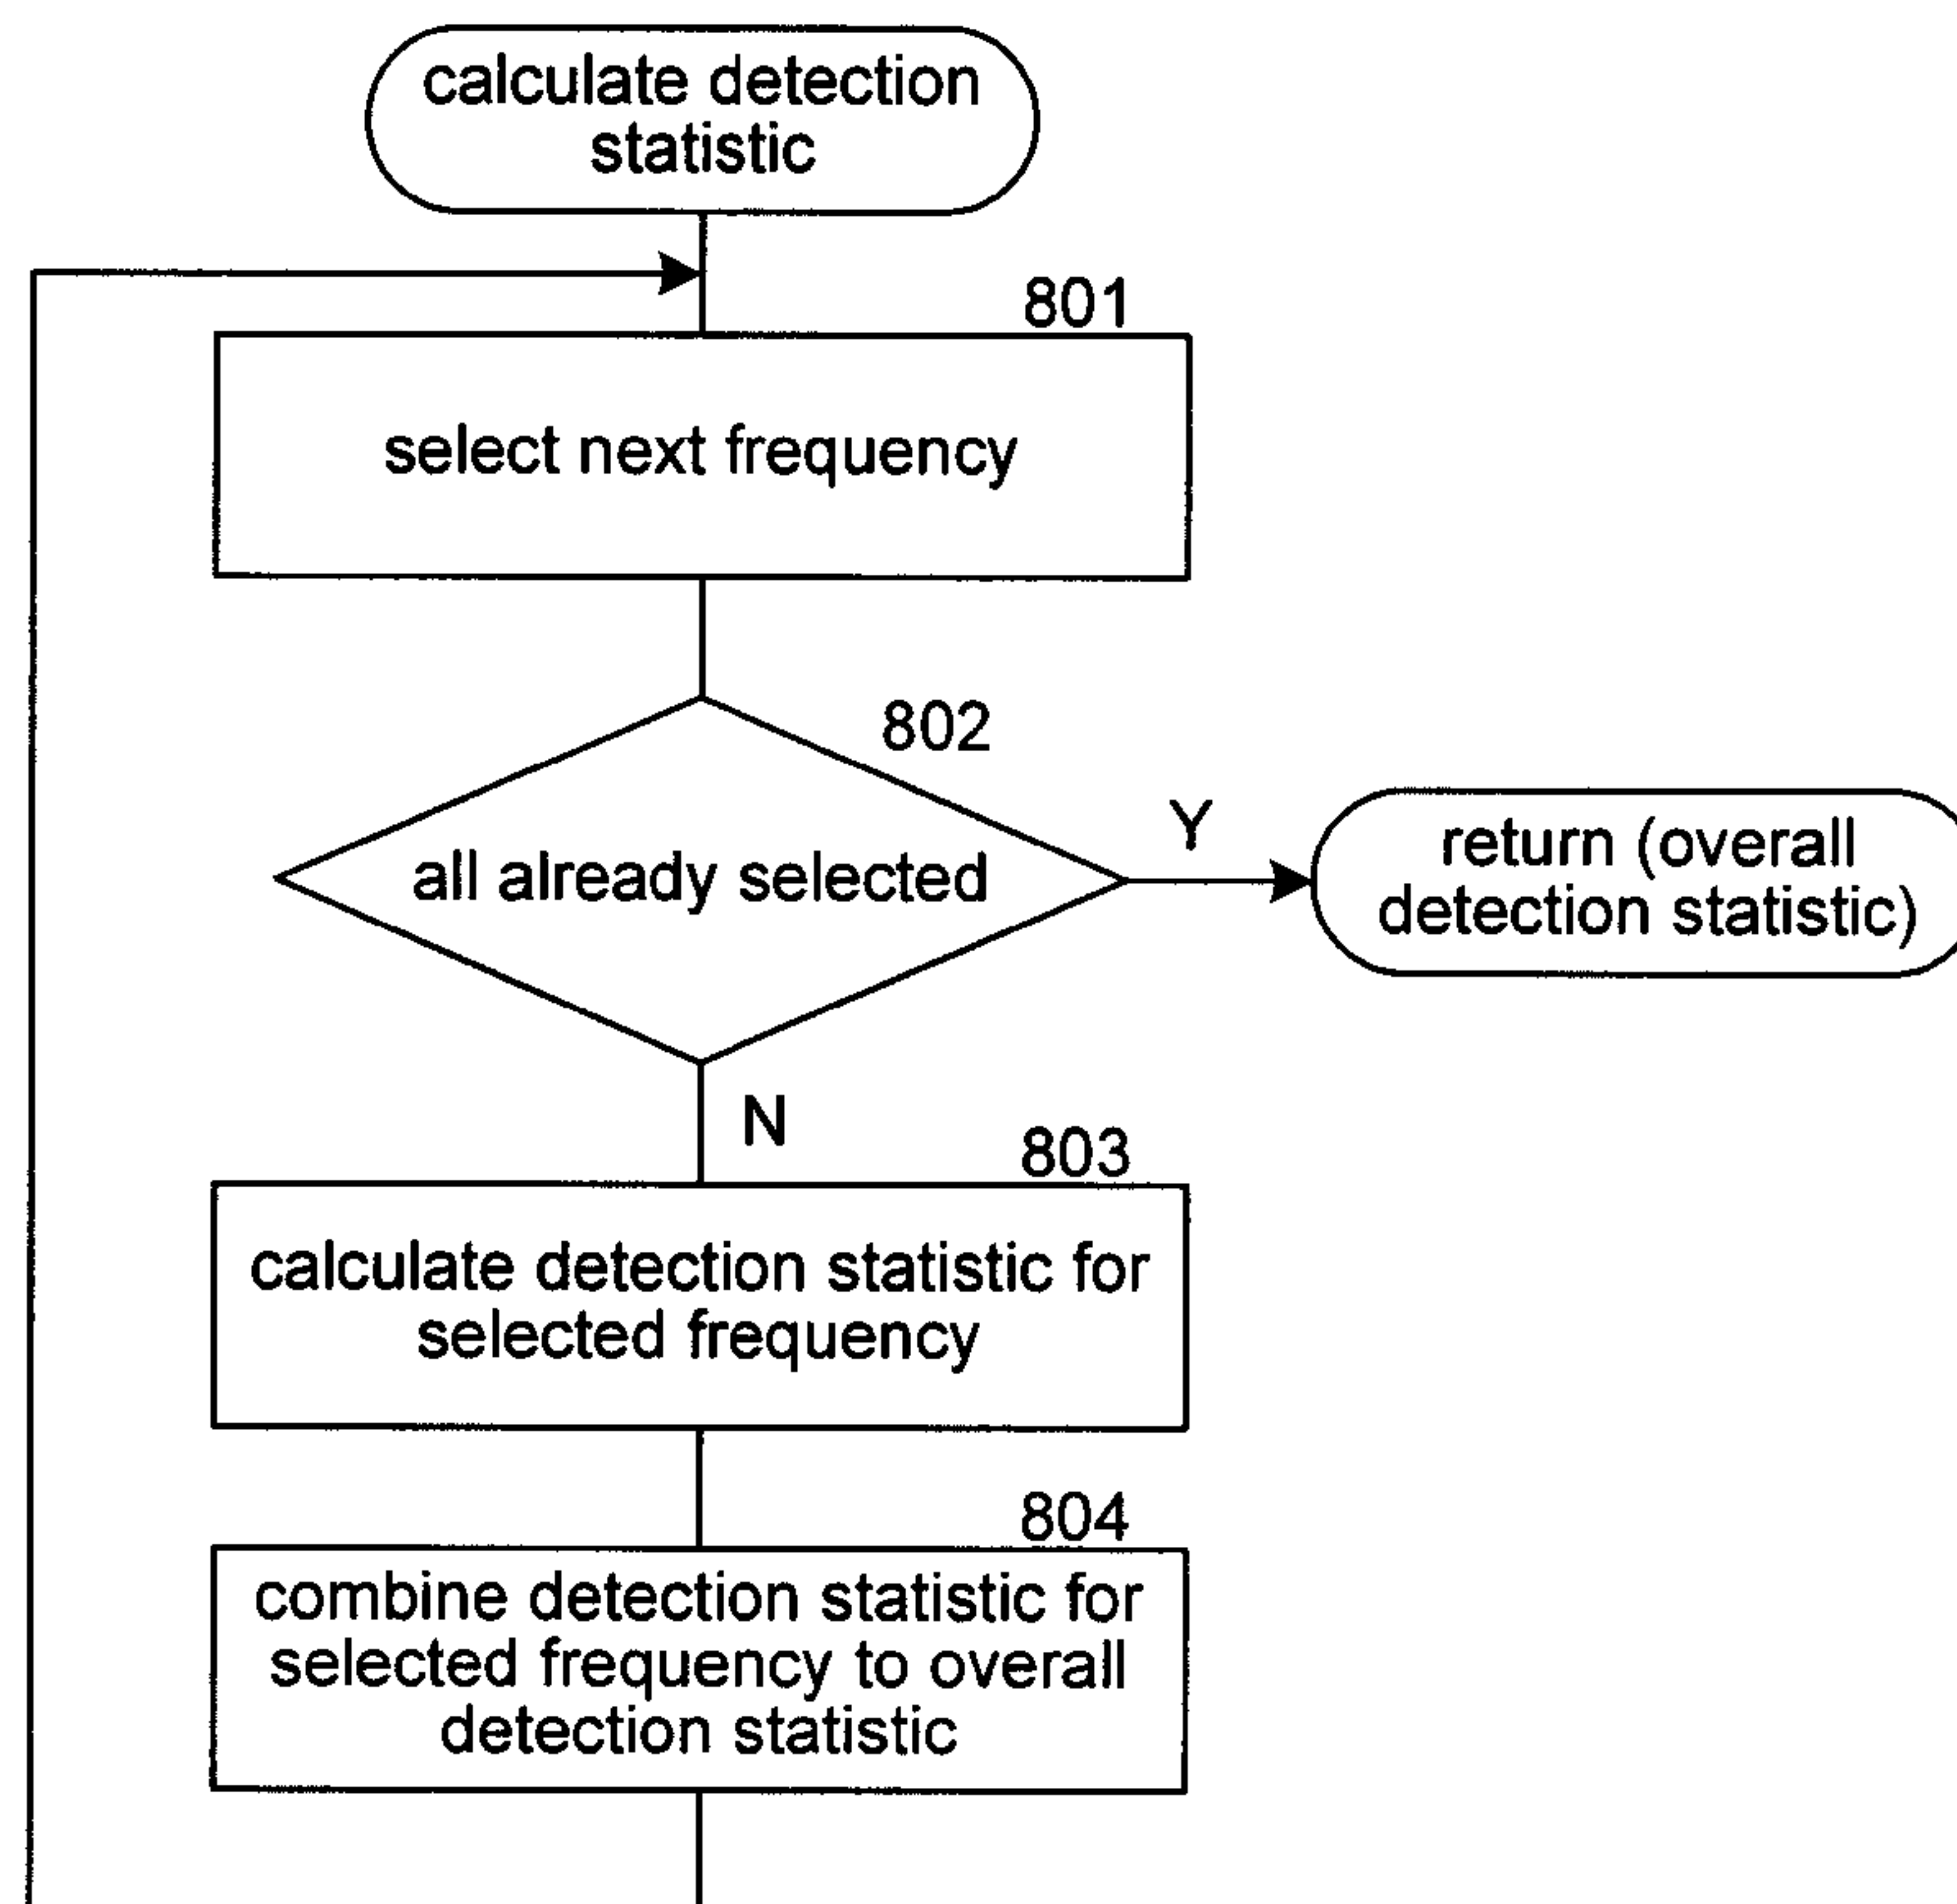 calculate detection
statistic
801
select next frequency
802
all already selected
Y
return (overall
detection statistic)
N
803
calculate detection statistic for
selected frequency
804
combine detection statistic for
selected frequency to overall
detection statistic